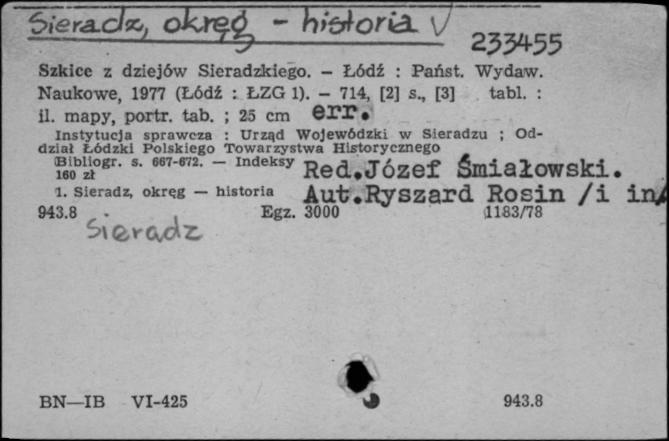 Sieradz, okręg - historia √
233455
Szkice z dziejów Sieradzkiego. – Łódź : Państ. Wydaw.
Naukowe, 1977 (Łódź : ŁZG 1). – 714, [2] s., [3] tabl. :
il. mapy, portr. tab. ; 25 cm err.
Instytucja sprawcza : Urząd Wojewódzki w Sieradzu ; Od-
dział Łódzki Polskiego Towarzystwa Historycznego
Bibliogr. s. 667-672. — Indeksy
160 zł
Red.Józef Śmiałowski.
1. Sieradz, okręg — historia
Aut.Ryszard Rosin /i in/
943.8 Egz. 3000 1183/78
Sieradz
BN—IB VI-425 943.8